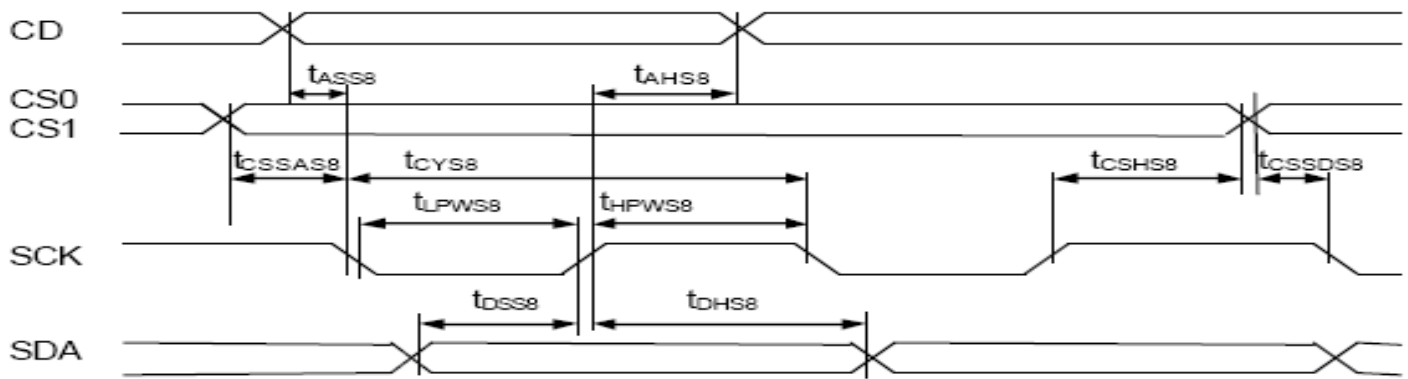 CD
tASS8 tAHS8
CS0
CS1
tCSSAS8 tCYS8 tCSHS8 tCSSDS8
tLPWS8 tHPWS8
SCK
tDSS8 tDHS8
SDA